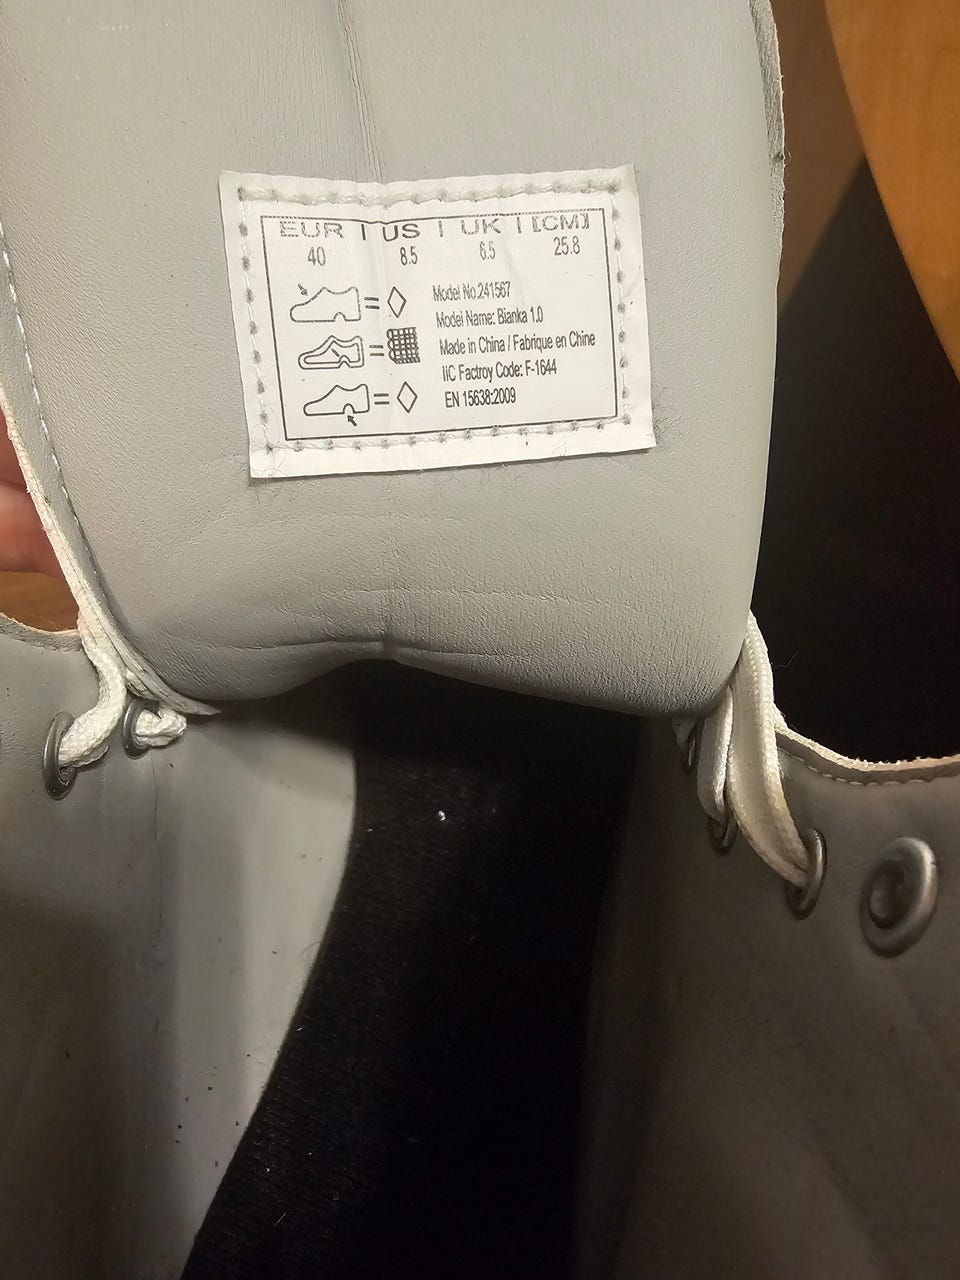 EUR | US | UK | [CM]
40 8.5 6.5 25.8
Model No.241567
= Model Name: Bianka 1.0
= Made in China / Fabrique en Chine
IiC Factroy Code: F-1644
= EN 15638:2009